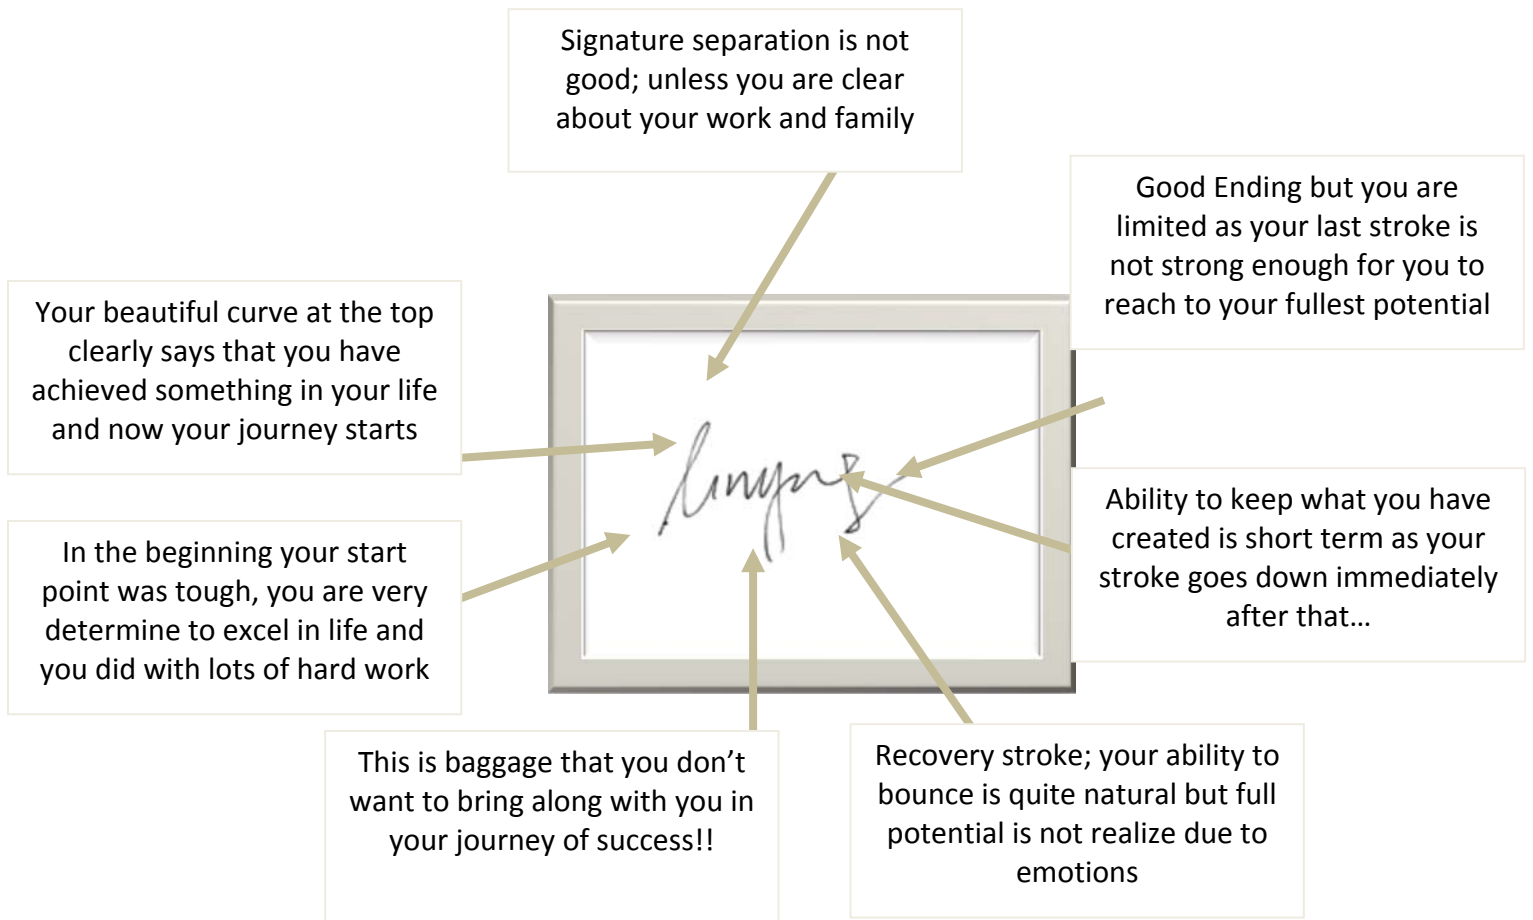 Signature separation is not
good; unless you are clear
about your work and family
Good Ending but you are
limited as your last stroke is
not strong enough for you to
reach to your fullest potential
Your beautiful curve at the top
clearly says that you have
achieved something in your life
and now your journey starts
Ability to keep what you have
created is short term as your
stroke goes down immediately
after that…
In the beginning your start
point was tough, you are very
determine to excel in life and
you did with lots of hard work
This is baggage that you don’t
want to bring along with you in
your journey of success!!
Recovery stroke; your ability to
bounce is quite natural but full
potential is not realize due to
emotions